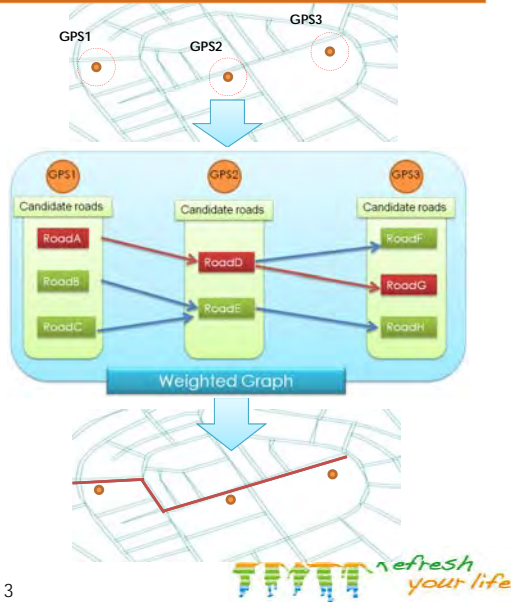 GPS1
GPS2
GPS3
GPS1
GPS2
GPS3
Candidate roads
Candidate roads
Candidate roads
RoadA
RoadB
RoadC
RoadD
RoadE
RoadF
RoadG
RoadH
Weighted Graph
refresh
your life
3